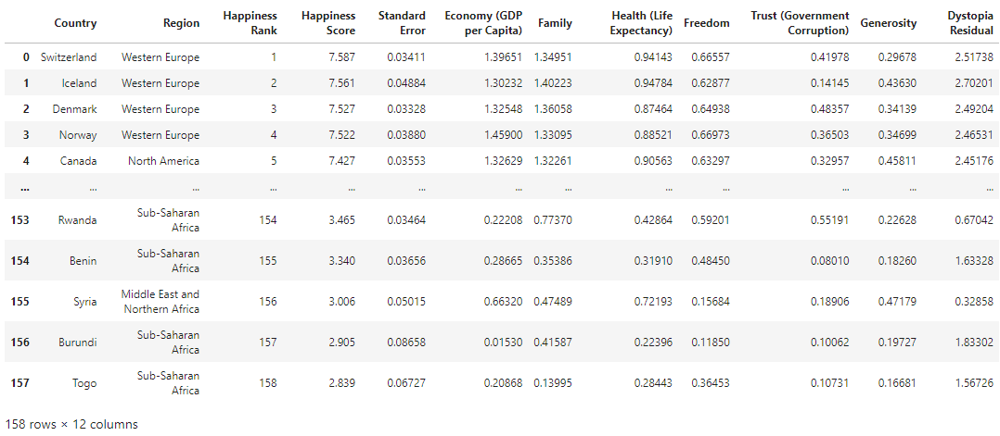 Country Region Happiness Rank Happiness Score Standard Error Economy (GDP per Capita) Family Health (Life Expectancy) Freedom Trust (Government Corruption) Generosity Dystopia Residual
0 Switzerland Western Europe 1 7.587 0.03411 1.39651 1.34951 0.94143 0.66557 0.41978 0.29678 2.51738
1 Iceland Western Europe 2 7.561 0.04884 1.30232 1.40223 0.94784 0.62877 0.14145 0.43630 2.70201
2 Denmark Western Europe 3 7.527 0.03328 1.32548 1.36058 0.87464 0.64938 0.48357 0.34139 2.49204
3 Norway Western Europe 4 7.522 0.03880 1.45900 1.33095 0.88521 0.66973 0.36503 0.34699 2.46531
4 Canada North America 5 7.427 0.03553 1.32629 1.32261 0.90563 0.63297 0.32957 0.45811 2.45176
... ... ... ... ... ... ... ... ... ... ... ... ...
153 Rwanda Sub-Saharan Africa 154 3.465 0.03464 0.22208 0.77370 0.42864 0.59201 0.55191 0.22628 0.67042
154 Benin Sub-Saharan Africa 155 3.340 0.03656 0.28665 0.35386 0.31910 0.48450 0.08010 0.18260 1.63328
155 Syria Middle East and Northern Africa 156 3.006 0.05015 0.66320 0.47489 0.72193 0.15684 0.18906 0.47179 0.32858
156 Burundi Sub-Saharan Africa 157 2.905 0.08658 0.01530 0.41587 0.22396 0.11850 0.10062 0.19727 1.83302
157 Togo Sub-Saharan Africa 158 2.839 0.06727 0.20868 0.13995 0.28443 0.36453 0.10731 0.16681 1.56726
158 rows × 12 columns